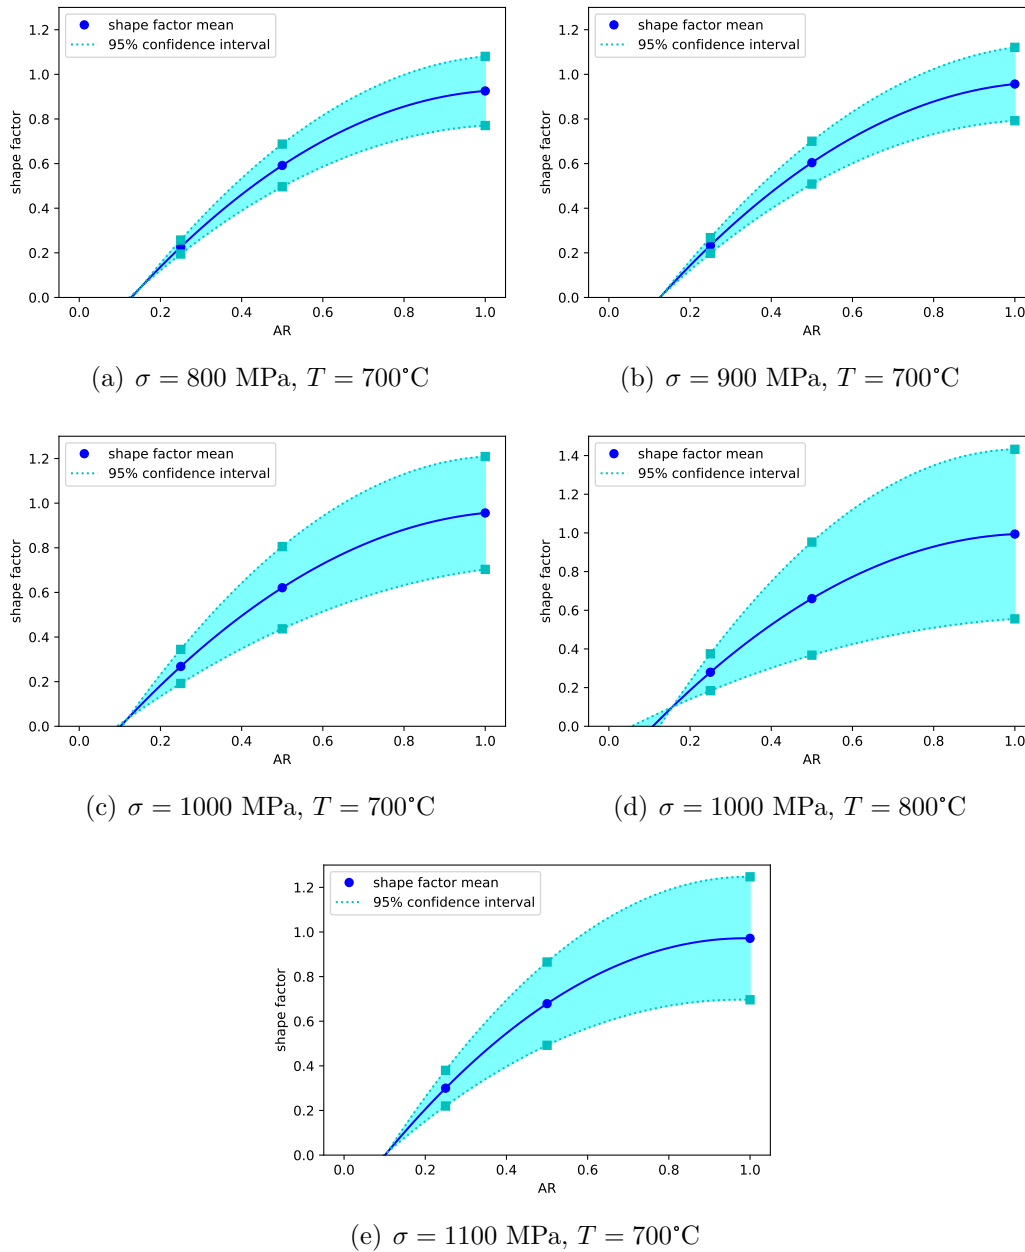 1.2
1.0
0.8
0.6
0.4
0.2
0.0
shape factor
shape factor mean
95% confidence interval
0.0 0.2 0.4 0.6 0.8 1.0
AR
(a) σ = 800 MPa, T = 700°C
1.2
1.0
0.8
0.6
0.4
0.2
0.0
shape factor
shape factor mean
95% confidence interval
0.0 0.2 0.4 0.6 0.8 1.0
AR
(b) σ = 900 MPa, T = 700°C
1.2
1.0
0.8
0.6
0.4
0.2
0.0
shape factor
shape factor mean
95% confidence interval
0.0 0.2 0.4 0.6 0.8 1.0
AR
(c) σ = 1000 MPa, T = 700°C
1.4
1.2
1.0
0.8
0.6
0.4
0.2
0.0
shape factor
shape factor mean
95% confidence interval
0.0 0.2 0.4 0.6 0.8 1.0
AR
(d) σ = 1000 MPa, T = 800°C
1.2
1.0
0.8
0.6
0.4
0.2
0.0
shape factor
shape factor mean
95% confidence interval
0.0 0.2 0.4 0.6 0.8 1.0
AR
(e) σ = 1100 MPa, T = 700°C